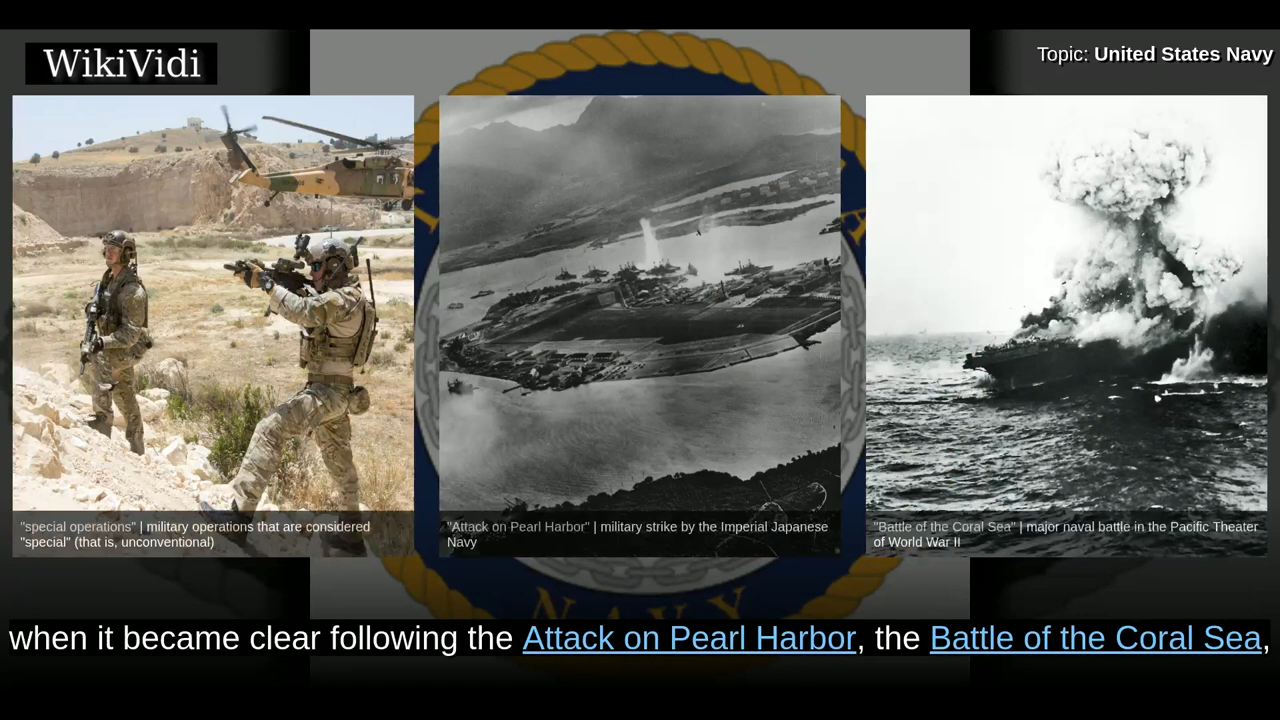 WikiVidi
Topic: United States Navy
"special operations" | military operations that are considered
"special" (that is, unconventional)
"Attack on Pearl Harbor" | military strike by the Imperial Japanese
Navy
"Battle of the Coral Sea" | major naval battle in the Pacific Theater
of World War II
NAVY
when it became clear following the Attack on Pearl Harbor, the Battle of the Coral Sea,